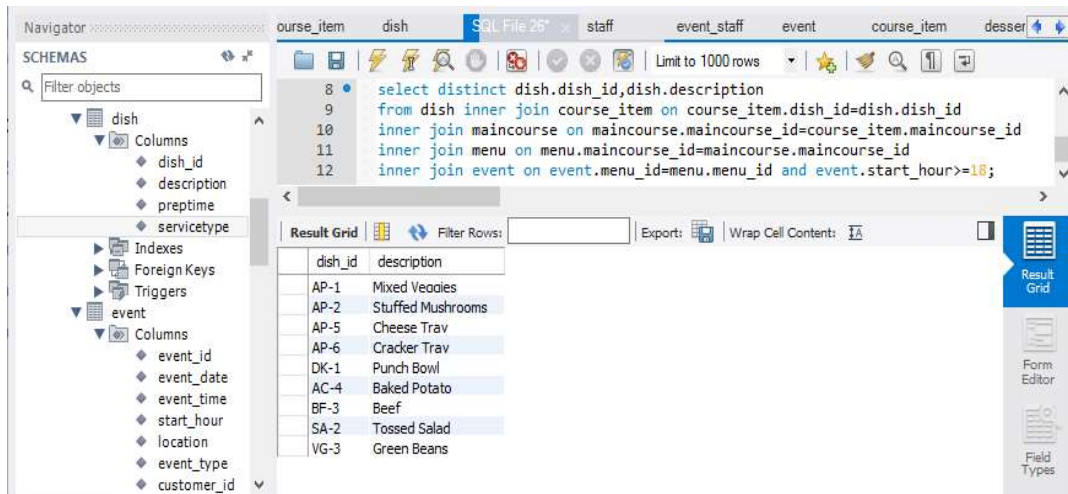 Navigator
SCHEMAS
Filter objects
dish
Columns
dish_id
description
preptime
servicetype
Indexes
Foreign Keys
Triggers
event
Columns
event_id
event_date
event_time
start_hour
location
event_type
customer_id
ourse_item dish SQL File 26* staff event_staff event course_item desser
Limit to 1000 rows
8 select distinct dish.dish_id,dish.description
9 from dish inner join course_item on course_item.dish_id=dish.dish_id
10 inner join maincourse on maincourse.maincourse_id=course_item.maincourse_id
11 inner join menu on menu.maincourse_id=maincourse.maincourse_id
12 inner join event on event.menu_id=menu.menu_id and event.start_hour>=18;
Result Grid Filter Rows: Export: Wrap Cell Content:
dish_id description
AP-1 Mixed Veggies
AP-2 Stuffed Mushrooms
AP-5 Cheese Tray
AP-6 Cracker Tray
DK-1 Punch Bowl
AC-4 Baked Potato
BF-3 Beef
SA-2 Tossed Salad
VG-3 Green Beans
Result
Grid
Form
Editor
Field
Types